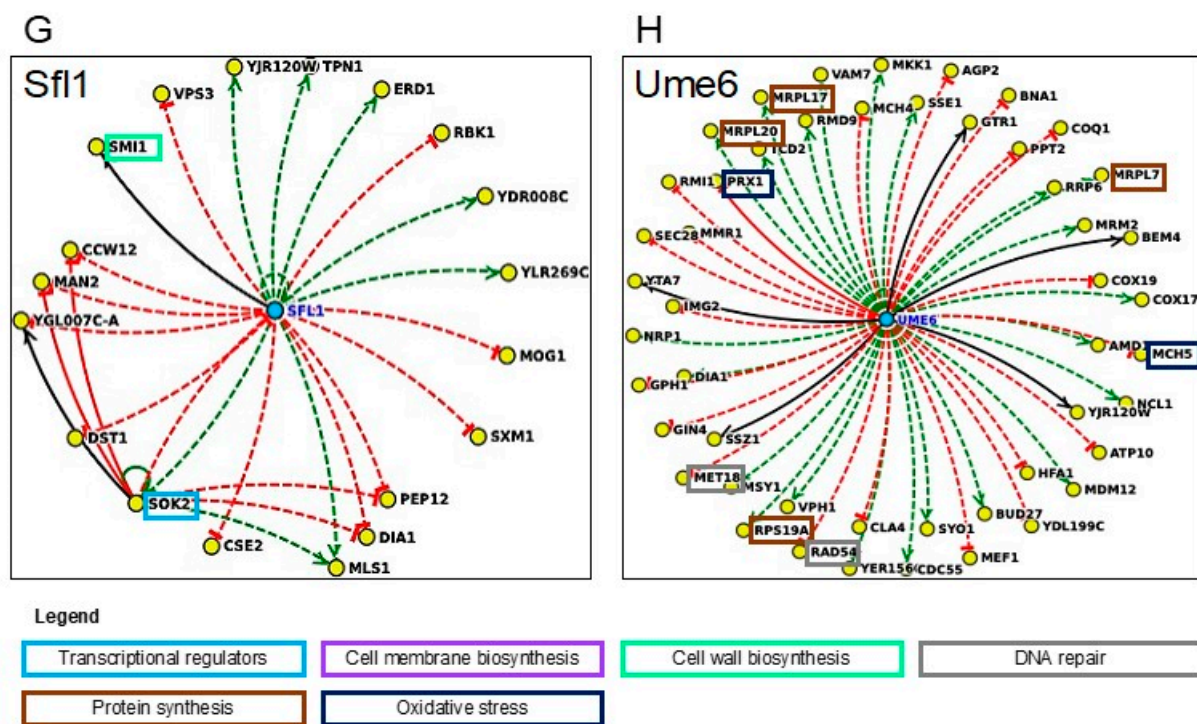 G
H
Sfl1
Ume6
YJR120W TPN1
VPS3
ERD1
RBK1
SMI1
YDR008C
CCW12
MAN2
YLR269C
YGL007C-A
SFL1
MOG1
DST1
SXM1
SOK2
PEP12
CSE2
DIA1
MLS1
VAM7
MKK1
AGP2
MRPL17
MCH4
SSE1
BNA1
RMD9
GTR1
MRPL20
COQ1
TCD2
PPT2
RMI1
PRX1
MRPL7
RRP6
SEC28
MMR1
MRM2
BEM4
YTA7
COX19
IMG2
COX17
NRP1
UME6
AMD1
MCH5
GPH1
DIA1
NCL1
YJR120W
GIN4
SSZ1
ATP10
MET18
MSY1
HFA1
MDM12
VPH1
BUD27
RPS19A
CLA4
SYO1
YDL199C
RAD54
MEF1
YER156
CDC55
Legend
Transcriptional regulators
Cell membrane biosynthesis
Cell wall biosynthesis
DNA repair
Protein synthesis
Oxidative stress